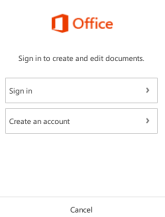 Office
Sign in to create and edit documents.
Sign in
Create an account
Cancel